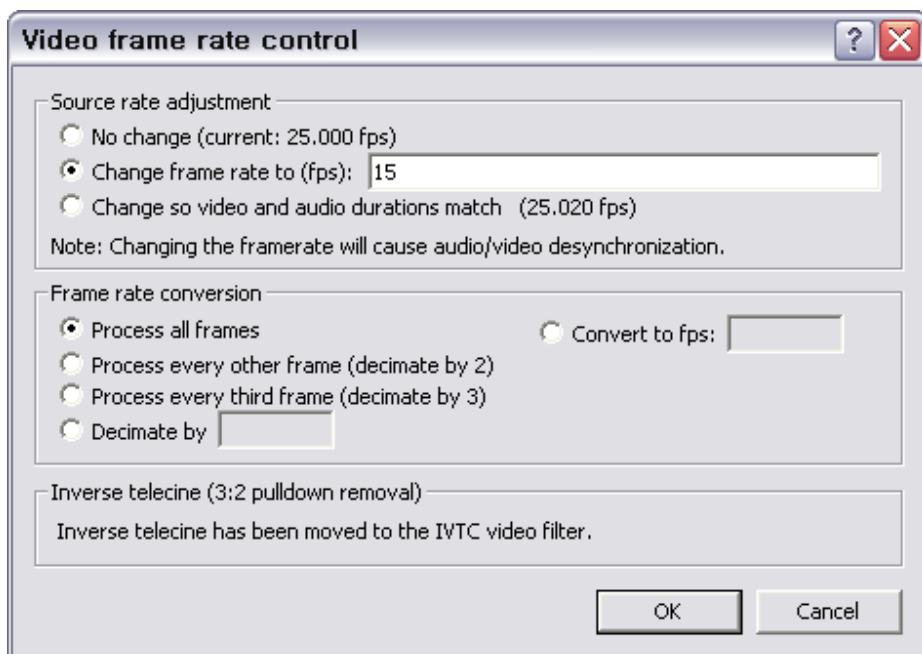 Video frame rate control
Source rate adjustment
No change (current: 25.000 fps)
Change frame rate to (fps): 15
Change so video and audio durations match (25.020 fps)
Note: Changing the framerate will cause audio/video desynchronization.
Frame rate conversion
Process all frames Convert to fps:
Process every other frame (decimate by 2)
Process every third frame (decimate by 3)
Decimate by
Inverse telecine (3:2 pulldown removal)
Inverse telecine has been moved to the IVTC video filter.
OK Cancel